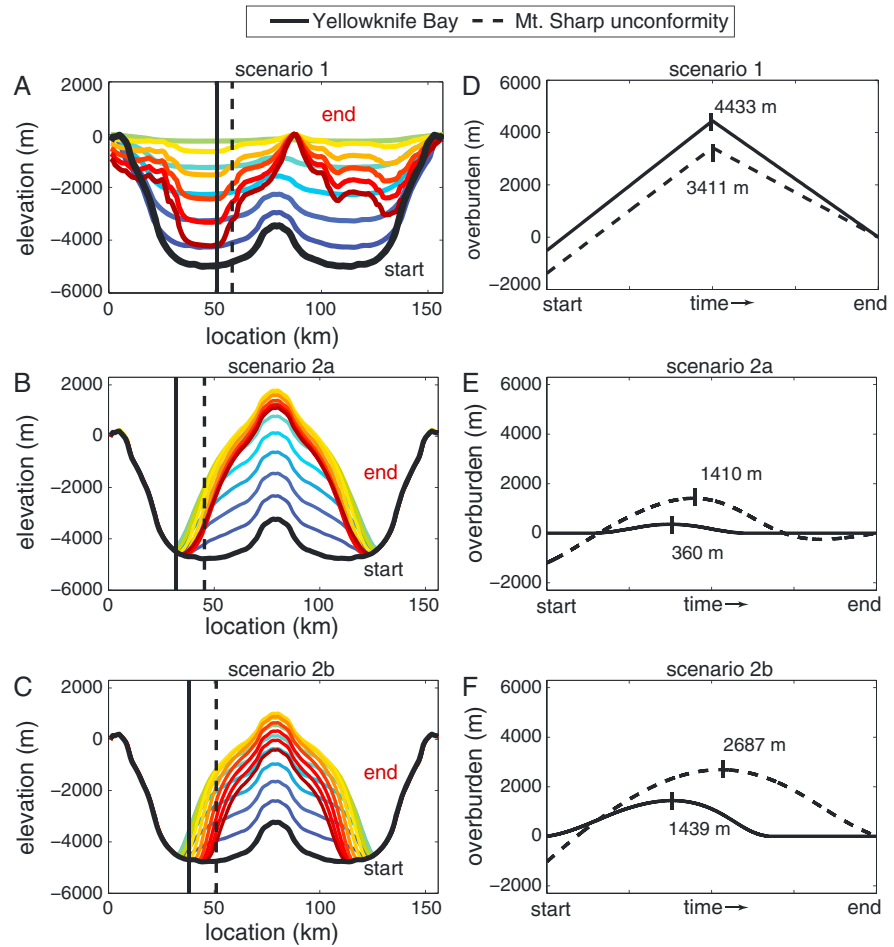 Yellowknife Bay
Mt. Sharp unconformity
A
scenario 1
elevation (m)
2000
0
−2000
−4000
−6000
end
start
0
50
100
150
location (km)
D
scenario 1
overburden (m)
6000
4000
2000
0
−2000
4433 m
3411 m
start
time→
end
B
scenario 2a
elevation (m)
2000
0
−2000
−4000
−6000
end
start
0
50
100
150
location (km)
E
scenario 2a
overburden (m)
6000
4000
2000
0
−2000
1410 m
360 m
start
time→
end
C
scenario 2b
elevation (m)
2000
0
−2000
−4000
−6000
end
start
0
50
100
150
location (km)
F
scenario 2b
overburden (m)
6000
4000
2000
0
−2000
2687 m
1439 m
start
time→
end